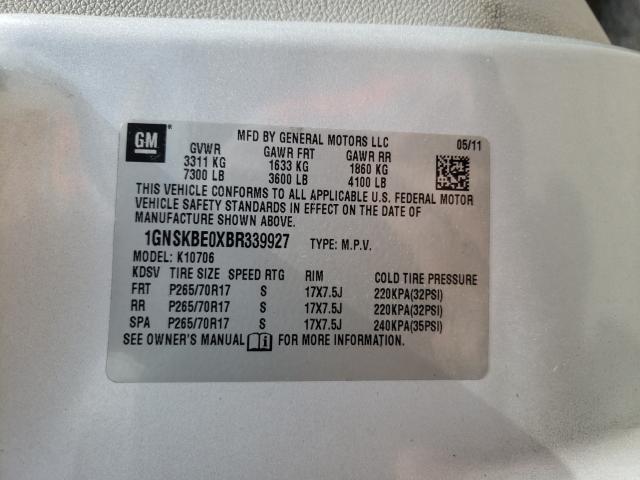 GM ® MFD BY GENERAL MOTORS LLC 05/11
GVWR GAWR FRT GAWR RR
3311 KG 1633 KG 1860 KG
7300 LB 3600 LB 4100 LB
THIS VEHICLE CONFORMS TO ALL APPLICABLE U.S. FEDERAL MOTOR
VEHICLE SAFETY STANDARDS IN EFFECT ON THE DATE OF
MANUFACTURE SHOWN ABOVE.
1GNSKBE0XBR339927 TYPE: M.P.V.
MODEL: K10706
KDSV TIRE SIZE SPEED RTG RIM COLD TIRE PRESSURE
FRT P265/70R17 S 17X7.5J 220KPA(32PSI)
RR P265/70R17 S 17X7.5J 220KPA(32PSI)
SPA P265/70R17 S 17X7.5J 240KPA(35PSI)
SEE OWNER'S MANUAL FOR MORE INFORMATION.